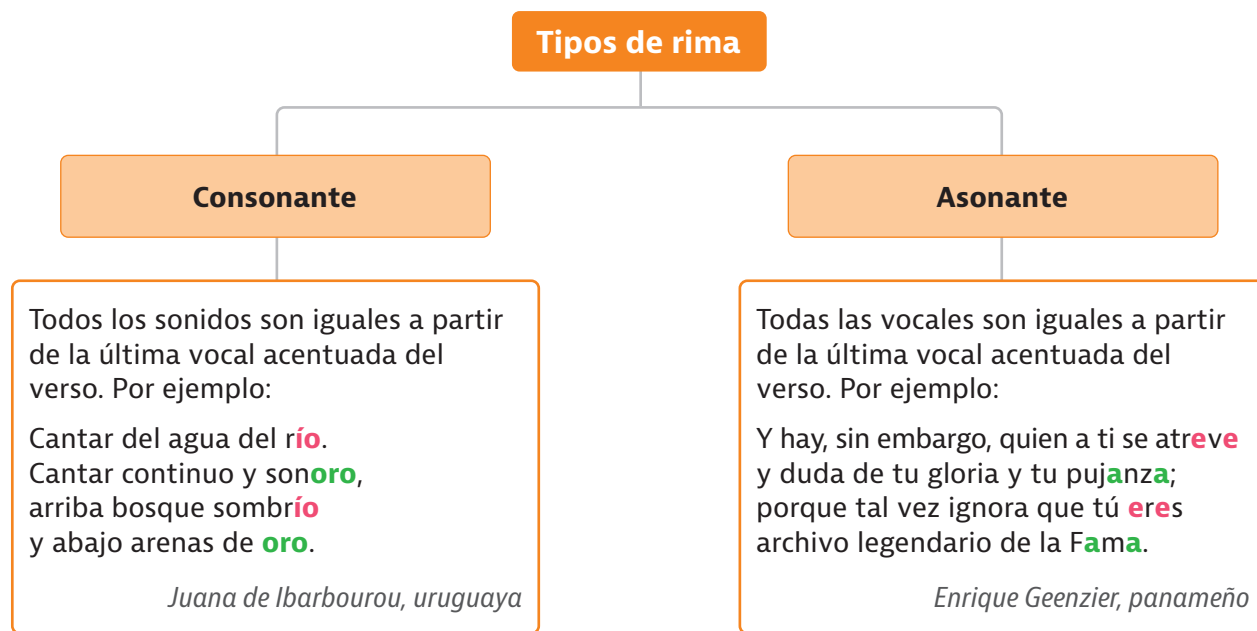 Tipos de rima
Consonante
Todos los sonidos son iguales a partir
de la última vocal acentuada del
verso. Por ejemplo:
Cantar del agua del río.
Cantar continuo y sonoro,
arriba bosque sombrío
y abajo arenas de oro.
Juana de Ibarbourou, uruguaya
Asonante
Todas las vocales son iguales a partir
de la última vocal acentuada del
verso. Por ejemplo:
Y hay, sin embargo, quien a ti se atreve
y duda de tu gloria y tu pujanza;
porque tal vez ignora que tú eres
archivo legendario de la Fama.
Enrique Geenzier, panameño